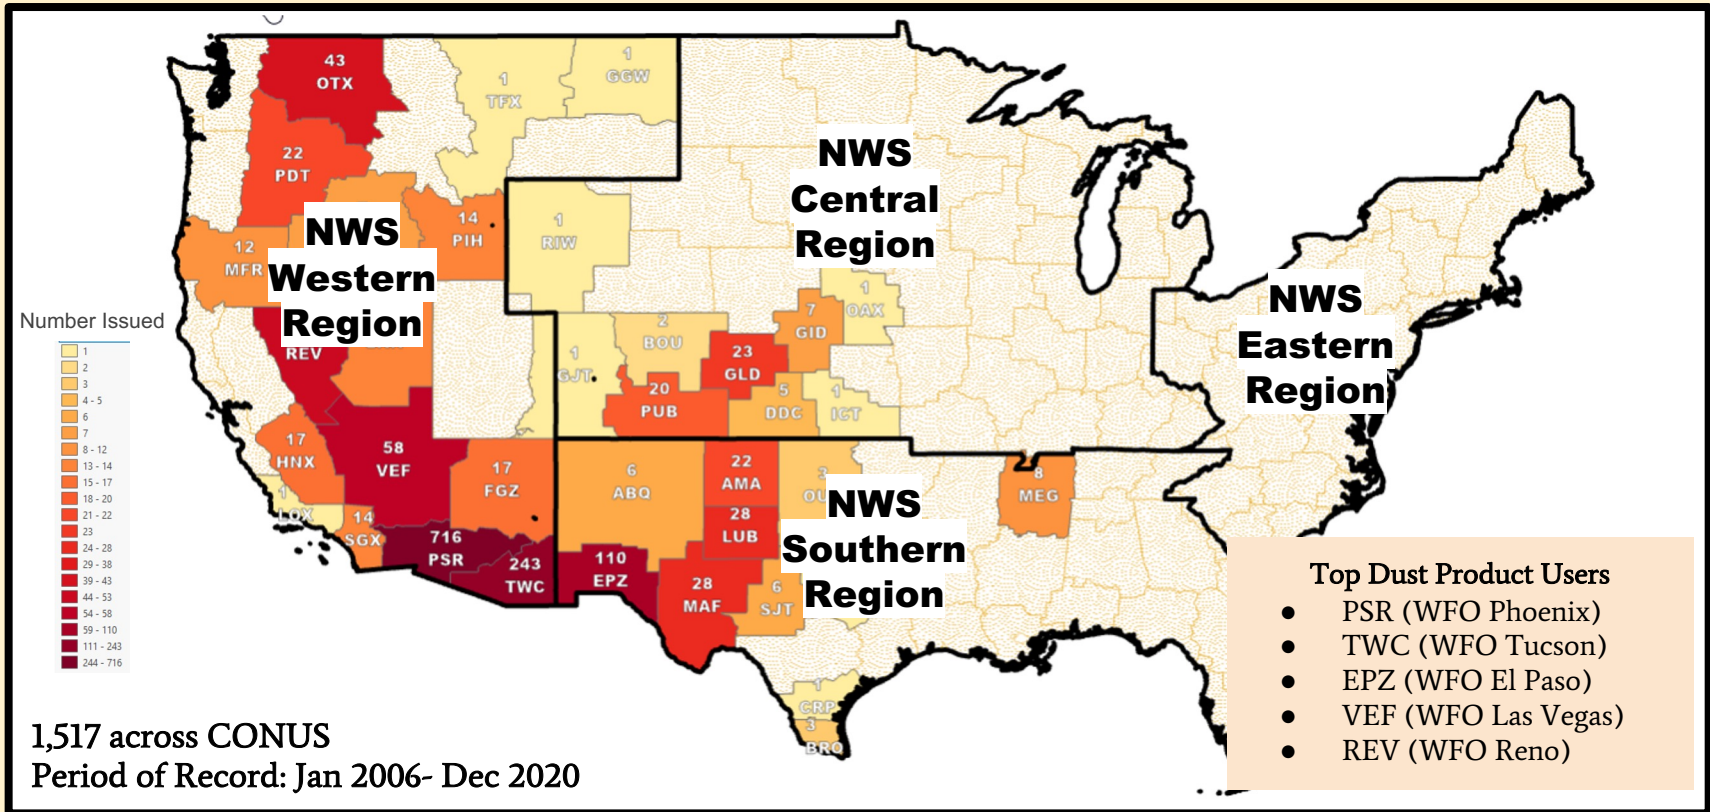 43
OTX
1
TFX
1
GGW
22
PDT
14
PIH
12
MFR
1
RIW
NWS
Western
Region
NWS
Central
Region
NWS
Eastern
Region
NWS
Southern
Region
REV
1
GJT
2
BOU
23
GLD
7
GID
1
OAX
20
PUB
5
DDC
1
ICT
17
HNX
58
VEF
17
FGZ
1
LOX
14
SGX
716
PSR
243
TWC
6
ABQ
22
AMA
3
28
LUB
110
EPZ
28
MAF
6
SJT
8
MEG
1
CRP
3
BRO
Number Issued
1
2
3
4 - 5
6
7
8 - 12
13 - 14
15 - 17
18 - 20
21 - 22
23
24 - 28
29 - 38
39 - 43
44 - 53
54 - 58
59 - 110
111 - 243
244 - 716
1,517 across CONUS
Period of Record: Jan 2006- Dec 2020
Top Dust Product Users
● PSR (WFO Phoenix)
● TWC (WFO Tucson)
● EPZ (WFO El Paso)
● VEF (WFO Las Vegas)
● REV (WFO Reno)